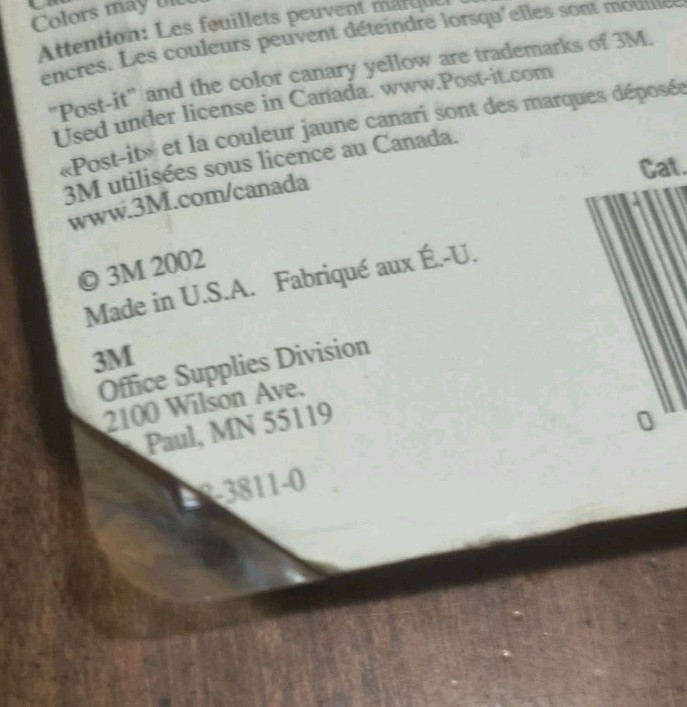 Colors may
Attention: Les feuillets peuvent marquer
encres. Les couleurs peuvent déteindre lorsqu'elles sont mouillées
"Post-it" and the color canary yellow are trademarks of 3M.
Used under license in Canada. www.Post-it.com
«Post-it» et la couleur jaune canari sont des marques déposée
3M utilisées sous licence au Canada.
www.3M.com/canada
Cat.
© 3M 2002
Made in U.S.A. Fabriqué aux É.-U.
3M
Office Supplies Division
2100 Wilson Ave.
Paul, MN 55119
-3811-0
0